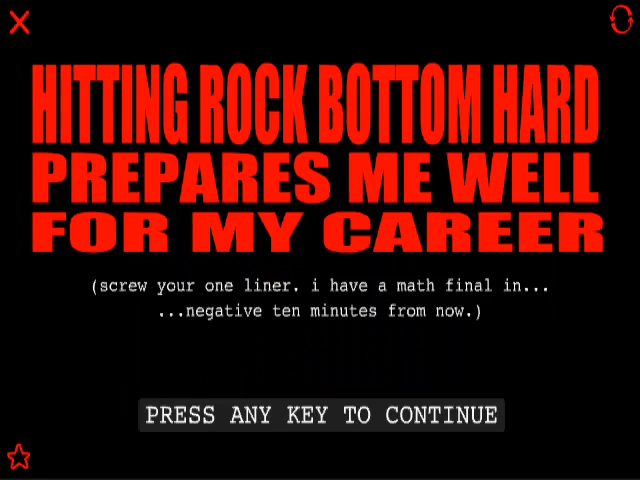 HITTING ROCK BOTTOM HARD
PREPARES ME WELL
FOR MY CAREER
(screw your one liner. i have a math final in...
...negative ten minutes from now.)
PRESS ANY KEY TO CONTINUE